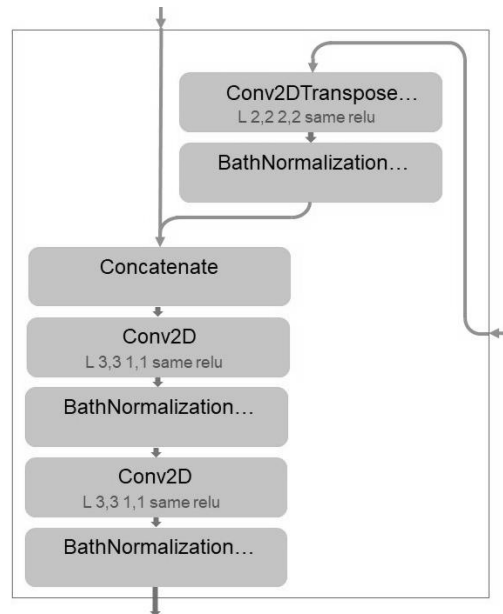 Conv2DTranspose…
L 2,2 2,2 same relu
BathNormalization…
Concatenate
Conv2D
L 3,3 1,1 same relu
BathNormalization…
Conv2D
L 3,3 1,1 same relu
BathNormalization…